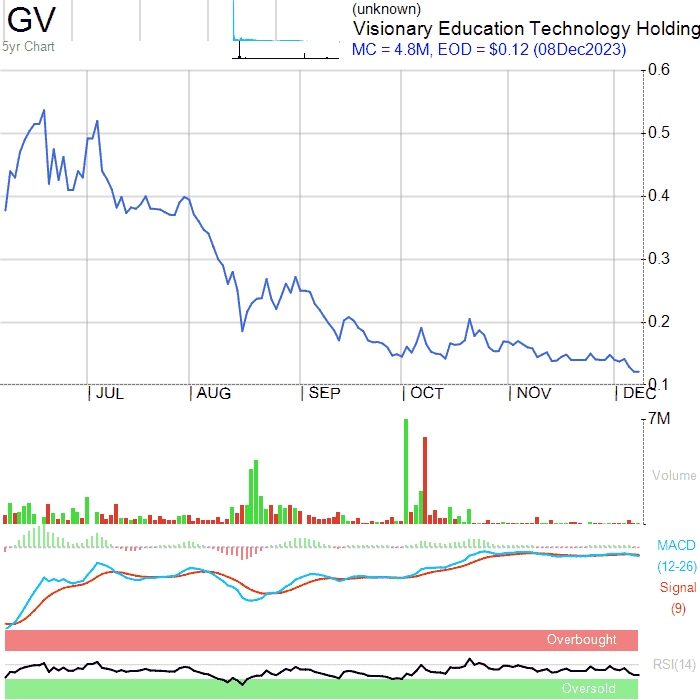 GV
5yr Chart
(unknown)
Visionary Education Technology Holding
MC = 4.8M, EOD = $0.12 (08Dec2023)
0.6
0.5
0.4
0.3
0.2
0.1
JUL AUG SEP OCT NOV DEC
7M
Volume
MACD
(12-26)
Signal
(9)
Overbought
RSI(14)
Oversold